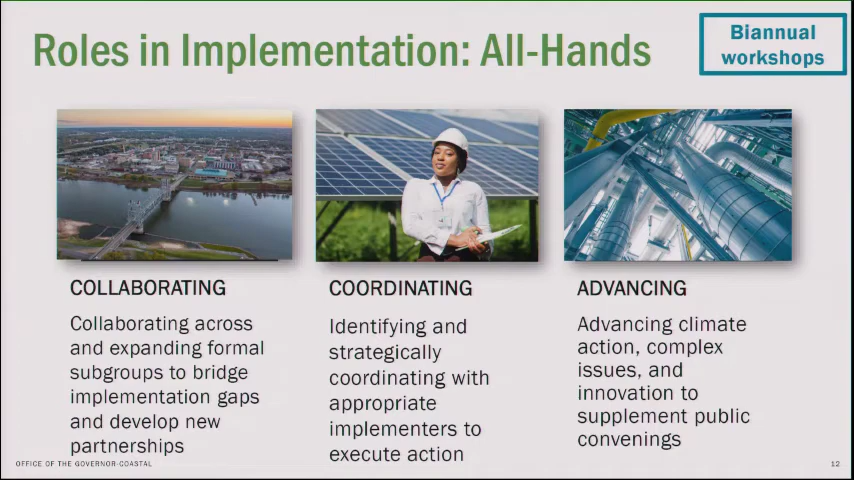 Roles in Implementation: All-Hands
Biannual
workshops
COLLABORATING
Collaborating across
and expanding formal
subgroups to bridge
implementation gaps
and develop new
partnerships
COORDINATING
Identifying and
strategically
coordinating with
appropriate
implementers to
execute action
ADVANCING
Advancing climate
action, complex
issues, and
innovation to
supplement public
convenings
OFFICE OF THE GOVERNOR-COASTAL
12